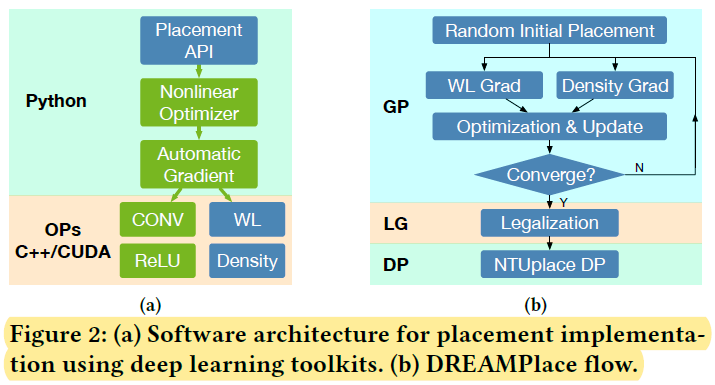 Python
Placement
API
Nonlinear
Optimizer
Automatic
Gradient
OPs
C++/CUDA
CONV
WL
ReLU
Density
(a)
GP
Random Initial Placement
WL Grad
Density Grad
Optimization & Update
Converge?
N
Y
LG
Legalization
DP
NTUplace DP
(b)
Figure 2: (a) Software architecture for placement implementa-
tion using deep learning toolkits. (b) DREAMPlace flow.